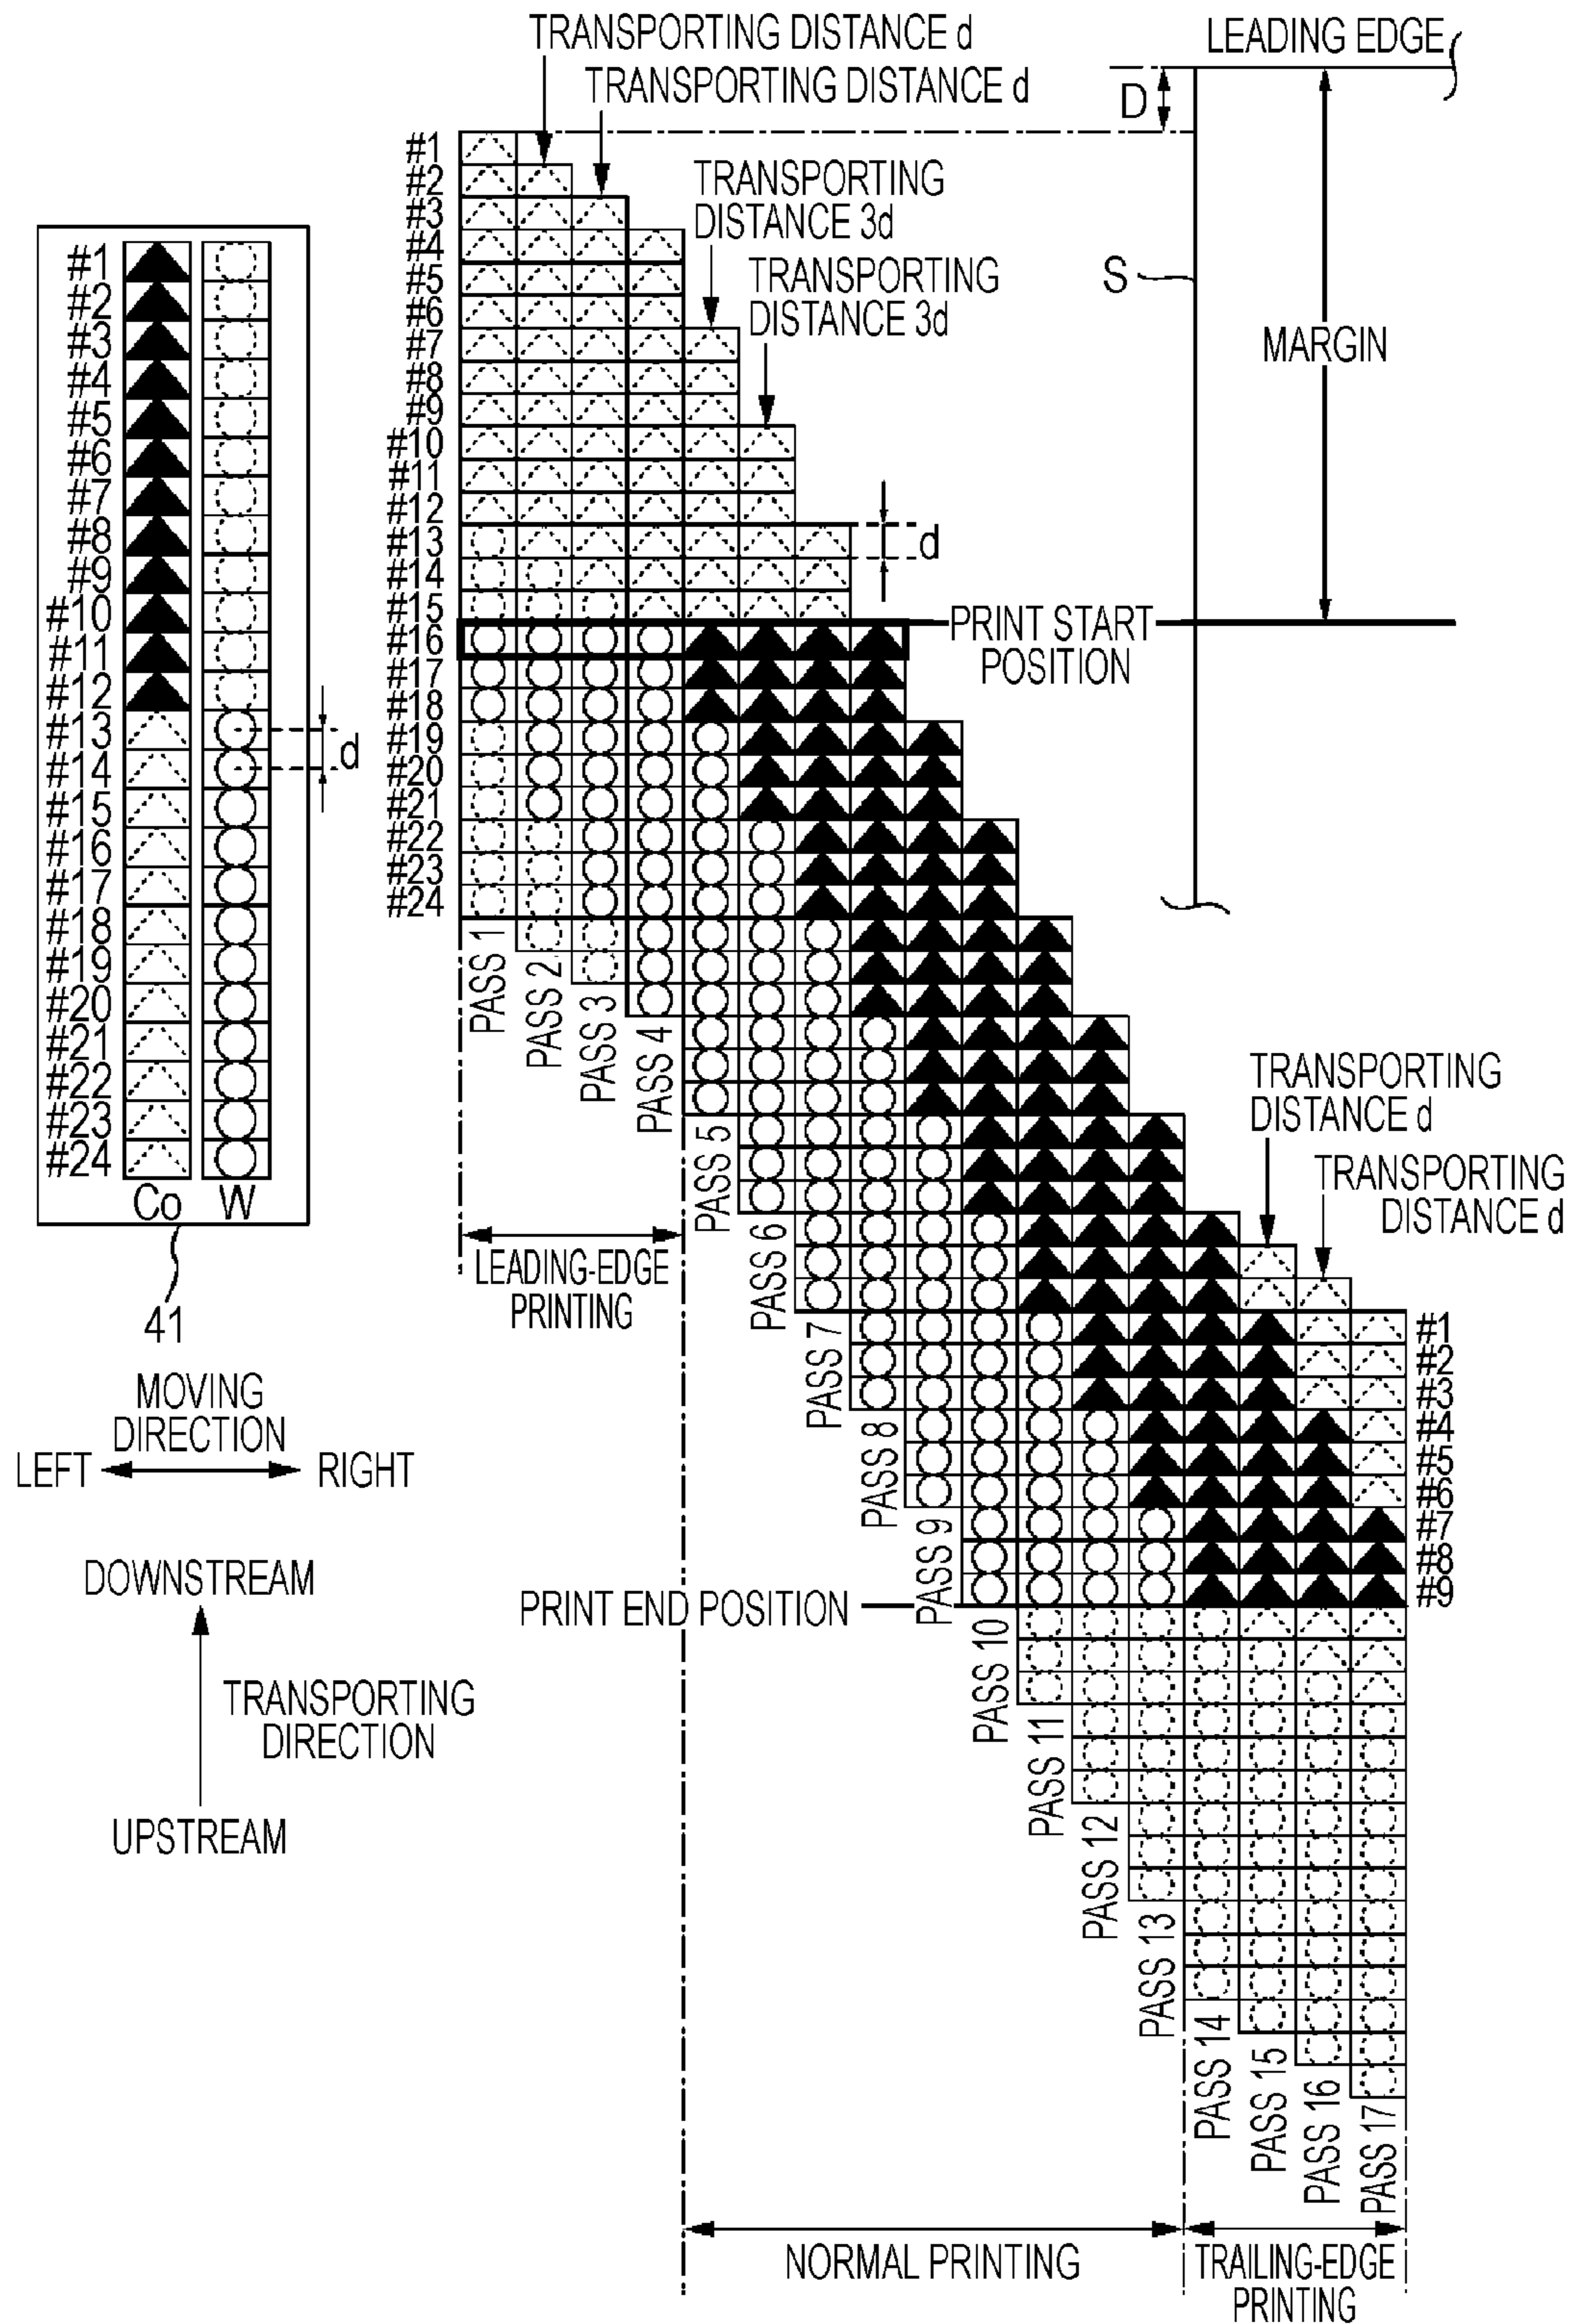 TRANSPORTING DISTANCE d
TRANSPORTING DISTANCE d
LEADING EDGE
D
TRANSPORTING
DISTANCE 3d
TRANSPORTING
DISTANCE 3d
S
MARGIN
#1
#2
#3
#4
#5
#6
#7
#8
#9
#10
#11
#12
#13
#14
#15
#16
#17
#18
#19
#20
#21
#22
#23
#24
d
Co
W
41
#1
#2
#3
#4
#5
#6
#7
#8
#9
#10
#11
#12
#13
#14
#15
#16
#17
#18
#19
#20
#21
#22
#23
#24
d
PRINT START
POSITION
PASS 1
PASS 2
PASS 3
PASS 4
PASS 5
PASS 6
PASS 7
PASS 8
PASS 9
PASS 10
PASS 11
PASS 12
PASS 13
PASS 14
PASS 15
PASS 16
PASS 17
LEADING-EDGE
PRINTING
TRANSPORTING
DISTANCE d
TRANSPORTING
DISTANCE d
#1
#2
#3
#4
#5
#6
#7
#8
#9
MOVING
DIRECTION
LEFT
RIGHT
DOWNSTREAM
TRANSPORTING
DIRECTION
UPSTREAM
PRINT END POSITION
NORMAL PRINTING
TRAILING-EDGE
PRINTING